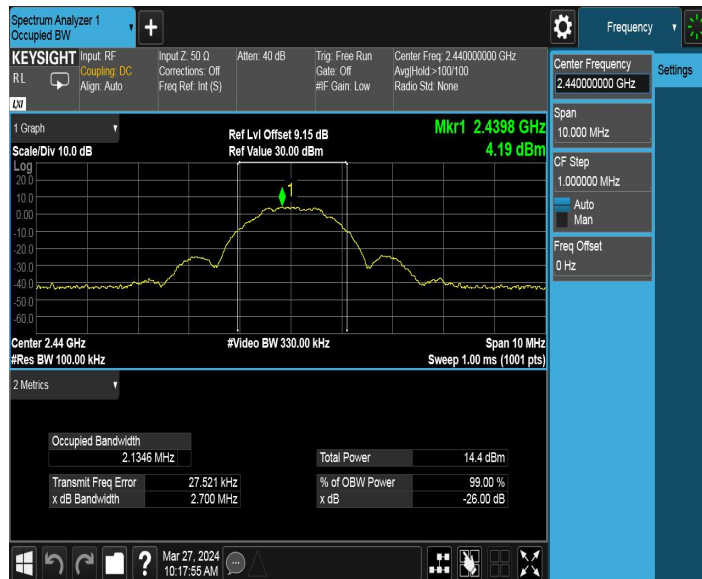 Spectrum Analyzer 1
Occupied BW
+
Frequency
KEYSIGHT
RL
LXI
Input: RF
Coupling: DC
Align: Auto
Input Z: 50 Ω
Corrections: Off
Freq Ref: Int (S)
Atten: 40 dB
Trig: Free Run
Gate: Off
#IF Gain: Low
Center Freq: 2.440000000 GHz
Avg|Hold:>100/100
Radio Std: None
Center Frequency
2.440000000 GHz
Settings
Span
10.000 MHz
CF Step
1.000000 MHz
Auto
Man
Freq Offset
0 Hz
1 Graph
Scale/Div 10.0 dB
Ref Lvl Offset 9.15 dB
Ref Value 30.00 dBm
Mkr1 2.4398 GHz
4.19 dBm
Log
20.0
10.0
0.00
-10.0
-20.0
-30.0
-40.0
-50.0
-60.0
1
Center 2.44 GHz
#Video BW 330.00 kHz
Span 10 MHz
#Res BW 100.00 kHz
Sweep 1.00 ms (1001 pts)
2 Metrics
Occupied Bandwidth
2.1346 MHz
Total Power 14.4 dBm
Transmit Freq Error 27.521 kHz
% of OBW Power 99.00 %
x dB Bandwidth 2.700 MHz
x dB -26.00 dB
?
Mar 27, 2024
10:17:55 AM